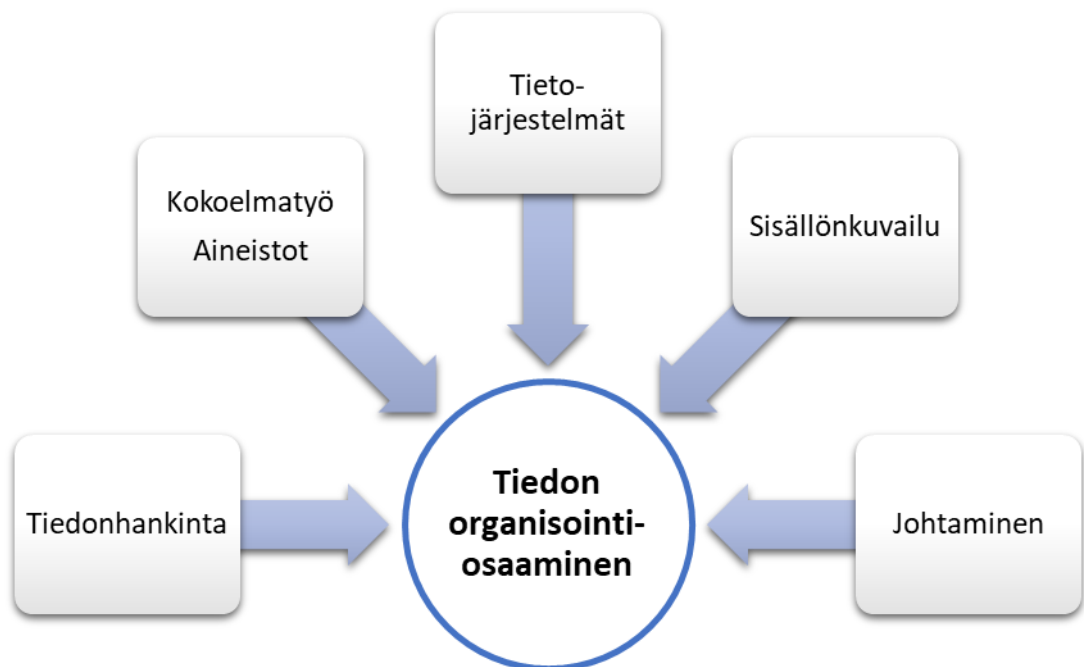 Tieto-
järjestelmät
Kokoelmatyö
Aineistot
Sisällönkuvailu
Tiedonhankinta
Tiedon
organisointi-
osaaminen
Johtaminen